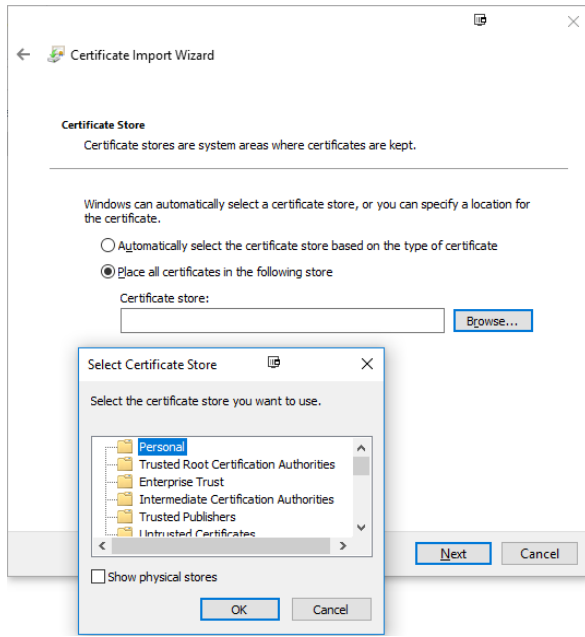 Certificate Import Wizard
Certificate Store
Certificate stores are system areas where certificates are kept.
Windows can automatically select a certificate store, or you can specify a location for
the certificate.
Automatically select the certificate store based on the type of certificate
Place all certificates in the following store
Certificate store:
Browse...
Select Certificate Store
Select the certificate store you want to use.
Personal
Trusted Root Certification Authorities
Enterprise Trust
Intermediate Certification Authorities
Trusted Publishers
Untrusted Certificates
Show physical stores
OK
Cancel
Next
Cancel